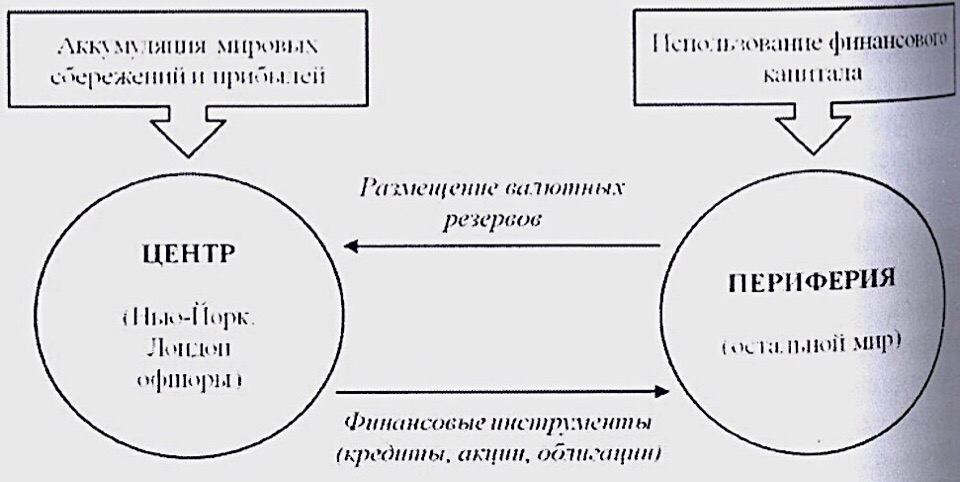 Аккумуляция мировых
сбережений и прибылей
Использование финансового
капитала
Размещение валютных
резервов
ЦЕНТР
(Нью-Йорк,
Лондон
офшоры)
ПЕРИФЕРИЯ
(остальной мир)
Финансовые инструменты
(кредиты, акции, облигации)